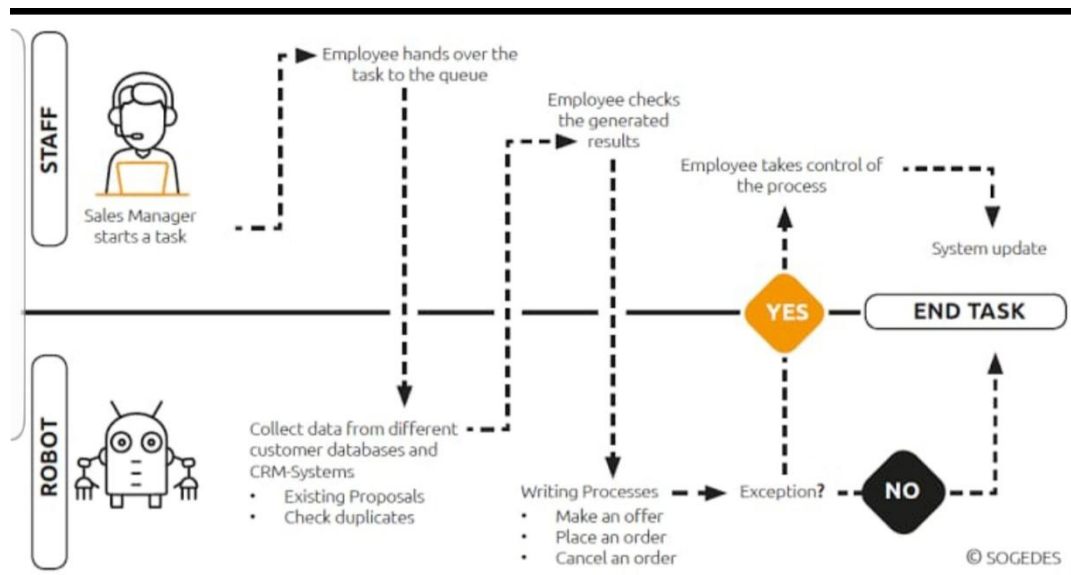 STAFF
Sales Manager
starts a task
Employee hands over the
task to the queue
Employee checks
the generated
results
Employee takes control of
the process
System update
YES
END TASK
ROBOT
Collect data from different
customer databases and
CRM-Systems
• Existing Proposals
• Check duplicates
Writing Processes
• Make an offer
• Place an order
• Cancel an order
Exception?
NO
© SOGEDES